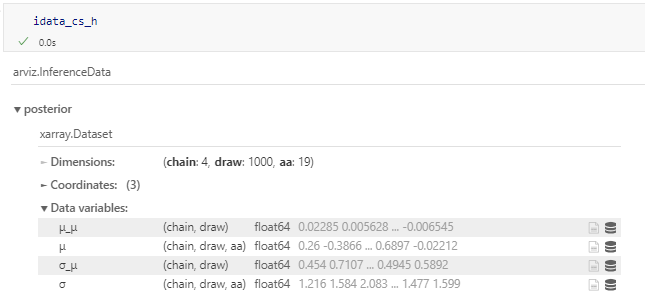 idata_cs_h
✓ 0.0s
arviz.InferenceData
▼ posterior
xarray.Dataset
► Dimensions: (chain: 4, draw: 1000, aa: 19)
► Coordinates: (3)
▼ Data variables:
μ_μ (chain, draw) float64 0.02285 0.005628 ... -0.006545
μ (chain, draw, aa) float64 0.26 -0.3866 ... 0.6897 -0.02212
σ_μ (chain, draw) float64 0.454 0.7107 ... 0.4945 0.5892
σ (chain, draw, aa) float64 1.216 1.584 2.083 ... 1.477 1.599